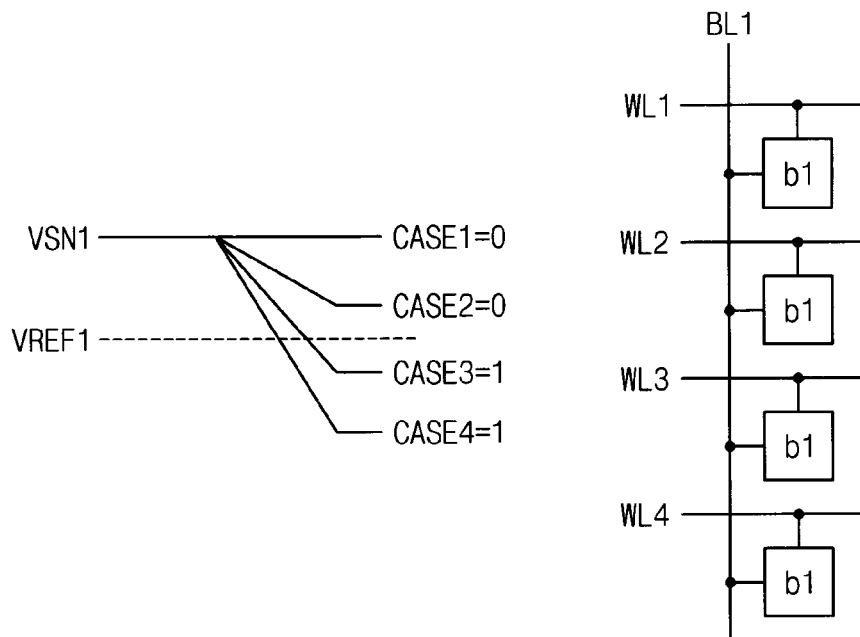 BL1
WL1
b1
VSN1
CASE1=0
WL2
CASE2=0
b1
VREF1
CASE3=1
WL3
CASE4=1
b1
WL4
b1